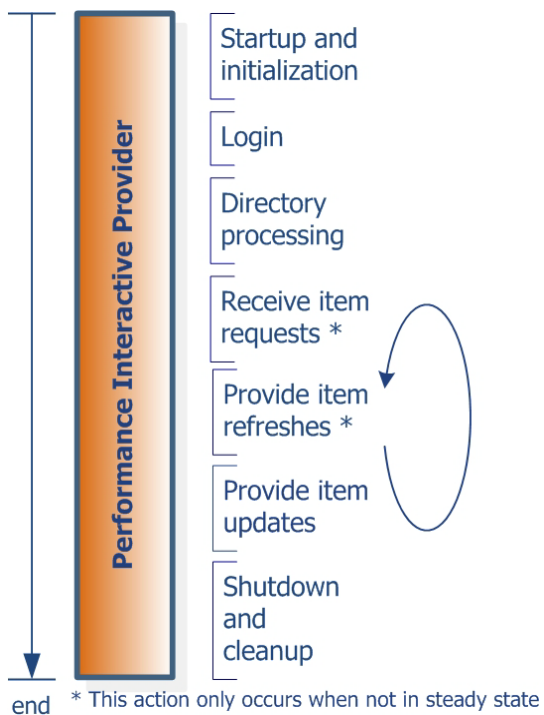 Performance Interactive Provider
Startup and
initialization
Login
Directory
processing
Receive item
requests *
Provide item
refreshes *
Provide item
updates
Shutdown
and
cleanup
end
* This action only occurs when not in steady state